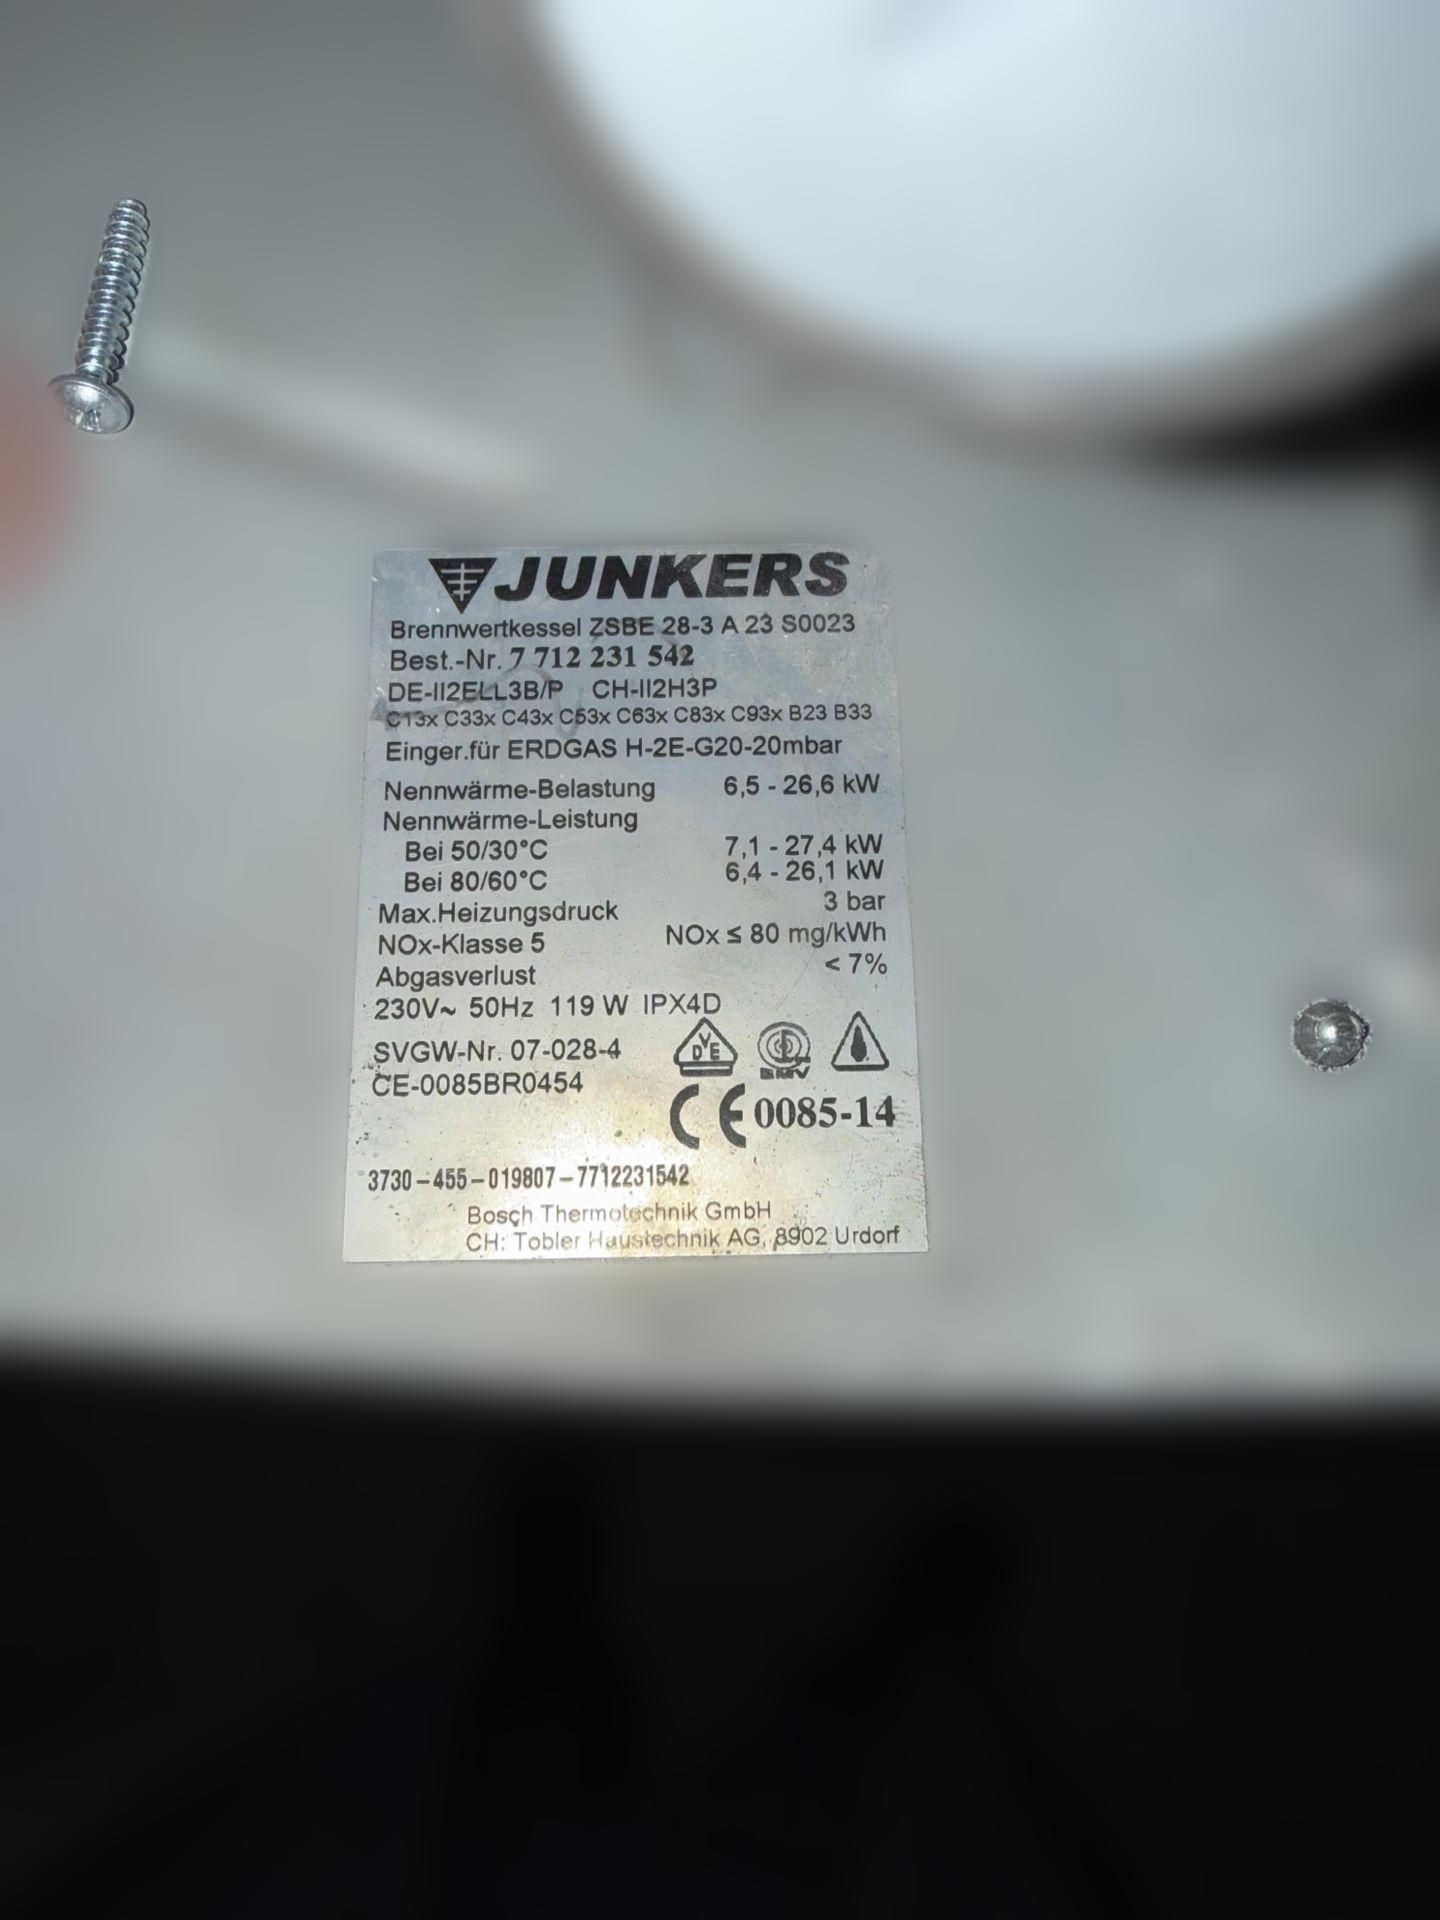 JUNKERS
Brennwertkessel ZSBE 28-3 A 23 S0023
Best.-Nr. 7 712 231 542
DE-II2ELL3B/P CH-II2H3P
C13x C33x C43x C53x C63x C83x C93x B23 B33
Einger.für ERDGAS H-2E-G20-20mbar
Nennwärme-Belastung 6,5 - 26,6 kW
Nennwärme-Leistung
Bei 50/30°C 7,1 - 27,4 kW
Bei 80/60°C 6,4 - 26,1 kW
Max.Heizungsdruck 3 bar
NOx-Klasse 5 NOx ≤ 80 mg/kWh
Abgasverlust < 7%
230V~ 50Hz 119 W IPX4D
SVGW-Nr. 07-028-4 DVE
CE-0085BR0454
CE 0085-14
3730-455-019807-7712231542
Bosch Thermotechnik GmbH
CH: Tobler Haustechnik AG, 8902 Urdorf